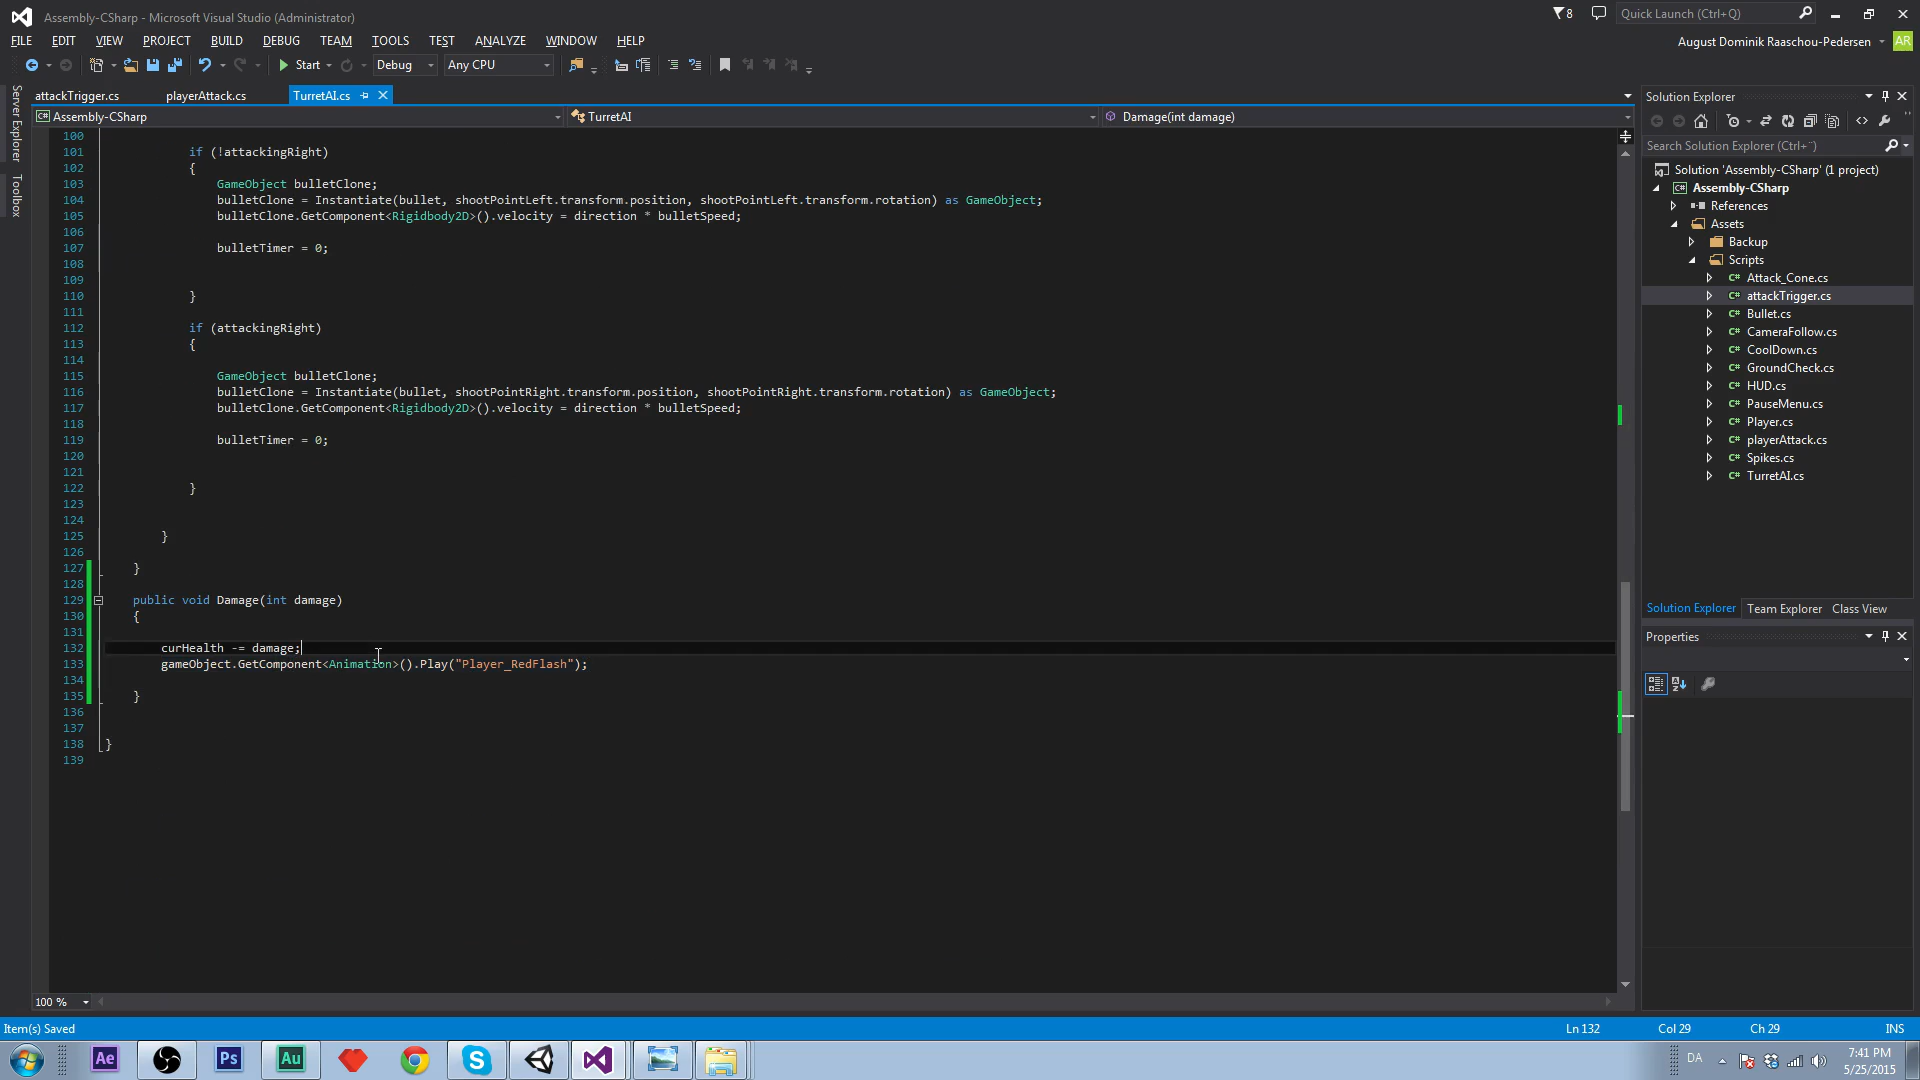 Assembly-CSharp - Microsoft Visual Studio (Administrator)
8
Quick Launch (Ctrl+Q)
FILE EDIT VIEW PROJECT BUILD DEBUG TEAM TOOLS TEST ANALYZE WINDOW HELP
August Dominik Raaschou-Pedersen
AR
Start
Debug
Any CPU
Server Explorer
Toolbox
attackTrigger.cs
playerAttack.cs
TurretAI.cs
Assembly-CSharp
TurretAI
Damage(int damage)
100
101 if (!attackingRight)
102 {
103 GameObject bulletClone;
104 bulletClone = Instantiate(bullet, shootPointLeft.transform.position, shootPointLeft.transform.rotation) as GameObject;
105 bulletClone.GetComponent<Rigidbody2D>().velocity = direction * bulletSpeed;
106
107 bulletTimer = 0;
108
109
110 }
111
112 if (attackingRight)
113 {
114
115 GameObject bulletClone;
116 bulletClone = Instantiate(bullet, shootPointRight.transform.position, shootPointRight.transform.rotation) as GameObject;
117 bulletClone.GetComponent<Rigidbody2D>().velocity = direction * bulletSpeed;
118
119 bulletTimer = 0;
120
121
122 }
123
124
125 }
126
127 }
128
129 public void Damage(int damage)
130 {
131
132 curHealth -= damage;
133 gameObject.GetComponent<Animation>().Play("Player_RedFlash");
134
135 }
136
137
138 }
139
100 %
Solution Explorer
Search Solution Explorer (Ctrl+¨)
Solution 'Assembly-CSharp' (1 project)
Assembly-CSharp
References
Assets
Backup
Scripts
C# Attack_Cone.cs
C# attackTrigger.cs
C# Bullet.cs
C# CameraFollow.cs
C# CoolDown.cs
C# GroundCheck.cs
C# HUD.cs
C# PauseMenu.cs
C# Player.cs
C# playerAttack.cs
C# Spikes.cs
C# TurretAI.cs
Solution Explorer Team Explorer Class View
Properties
Item(s) Saved
Ln 132
Col 29
Ch 29
INS
Ae
Ps
Au
S
DA
7:41 PM
5/25/2015